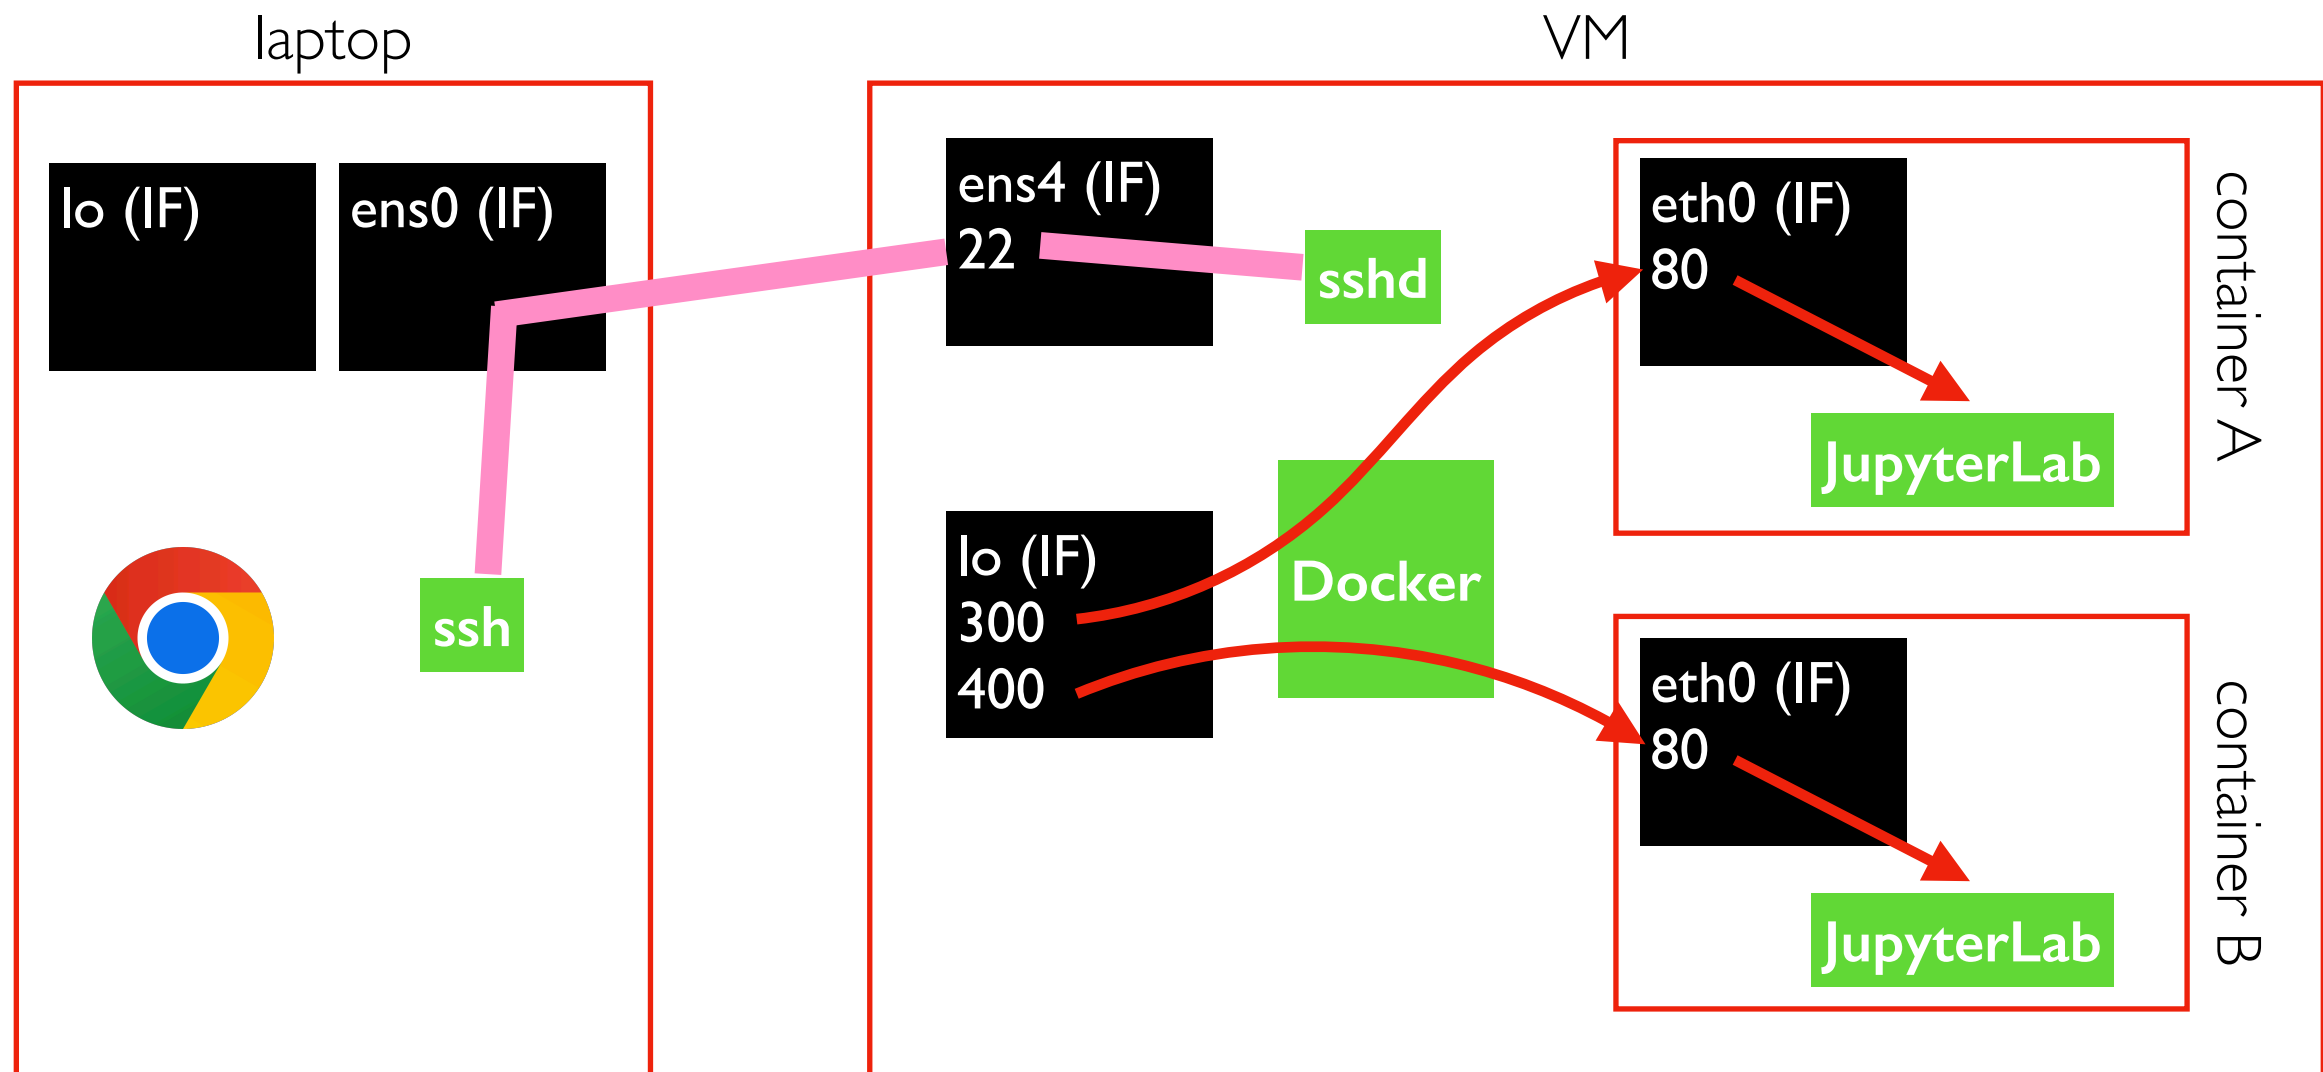 laptop
lo (IF)
ens0 (IF)
ssh
VM
ens4 (IF)
22
sshd
lo (IF)
300
400
Docker
eth0 (IF)
80
JupyterLab
container A
eth0 (IF)
80
JupyterLab
container B